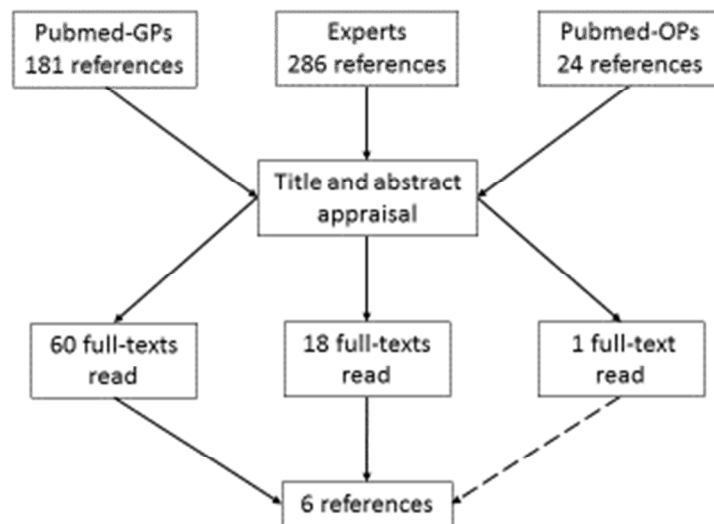 Pubmed-GPs
181 references
Experts
286 references
Pubmed-OPs
24 references
Title and abstract
appraisal
60 full-texts
read
18 full-texts
read
1 full-text
read
6 references